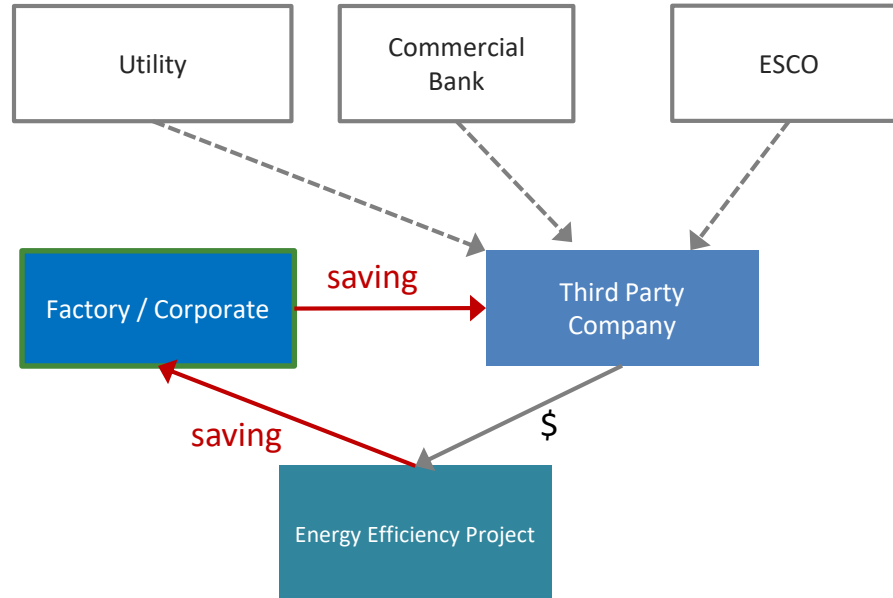 Utility
Commercial
Bank
ESCO
saving
Factory / Corporate
Third Party
Company
saving
$
Energy Efficiency Project